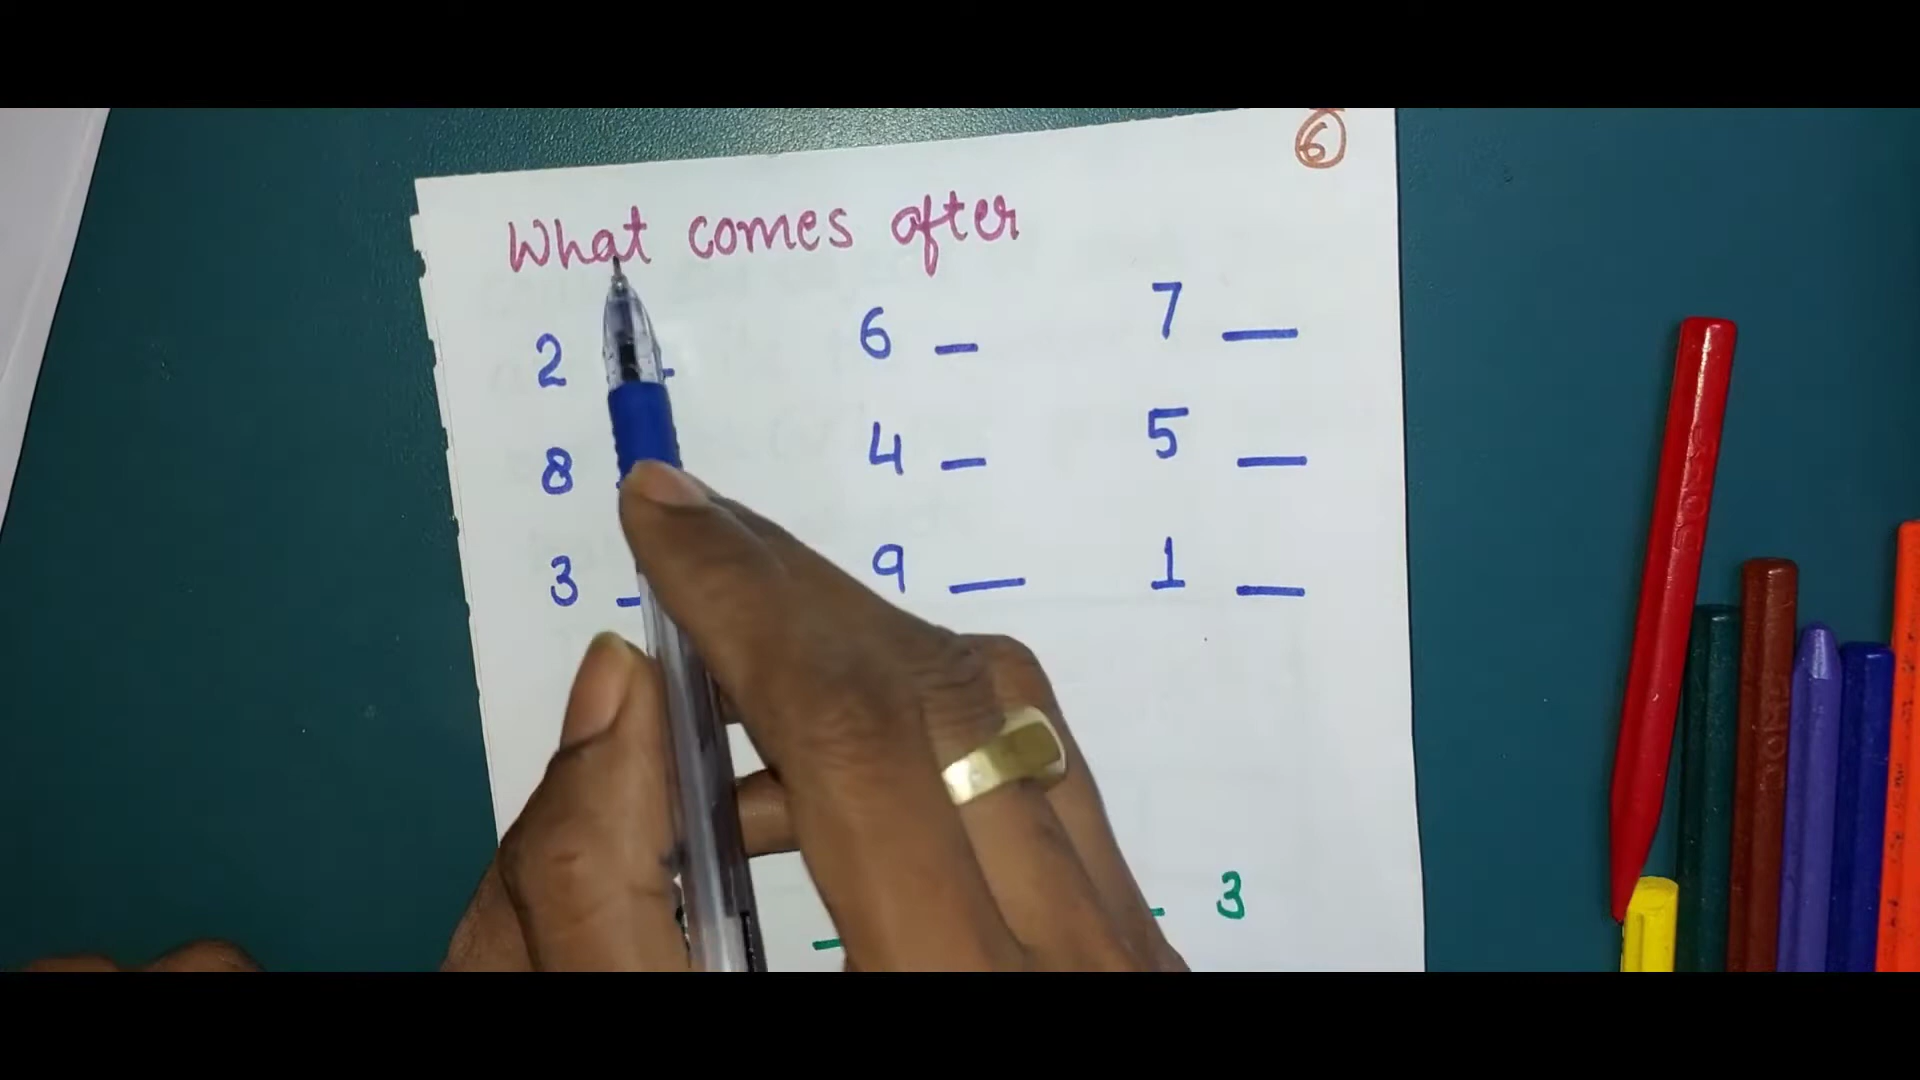 6
What comes after
2 _ 6 _ 7 _
8 _ 4 _ 5 _
3 _ 9 _ 1 _
_ _ 3